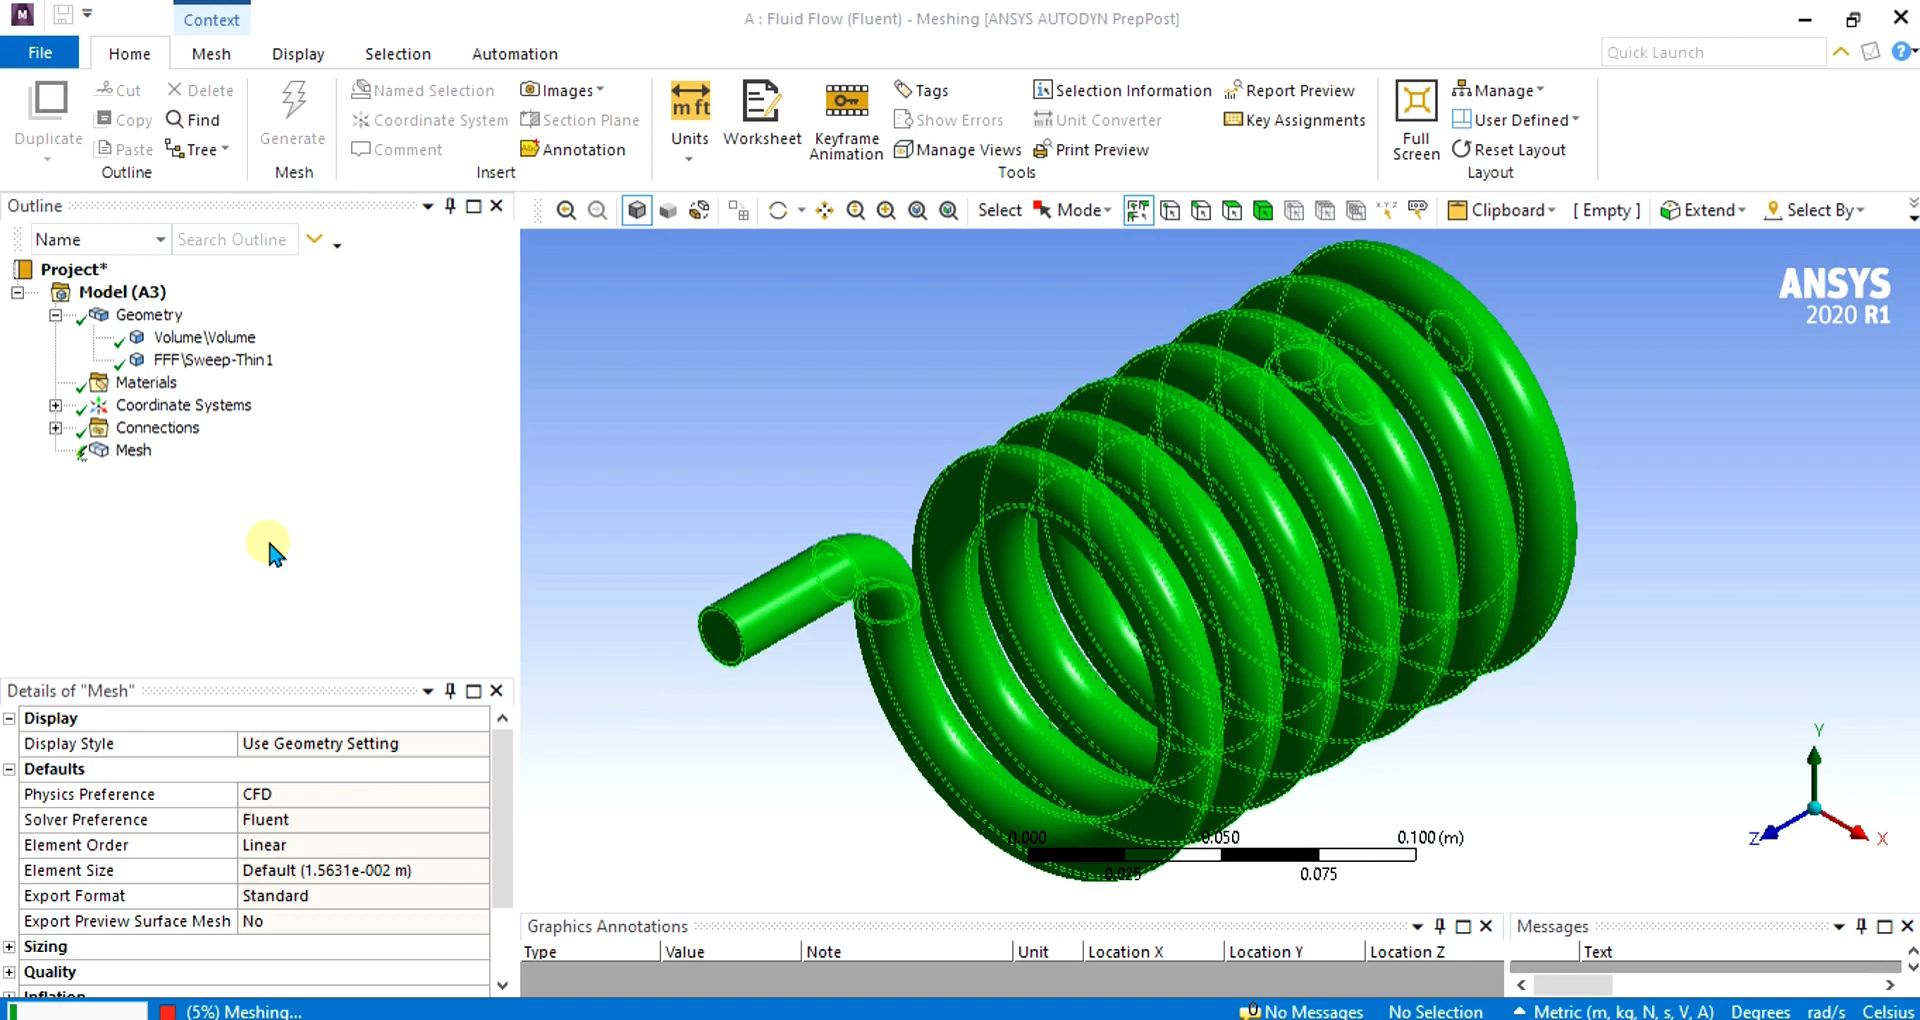 Context
A : Fluid Flow (Fluent) - Meshing [ANSYS AUTODYN PrepPost]
File Home Mesh Display Selection Automation
Quick Launch
Duplicate
Cut
Copy
Paste
Delete
Find
Tree
Outline
Generate
Mesh
Named Selection
Coordinate System
Comment
Images
Section Plane
Annotation
Insert
mft
Units
Worksheet
Keyframe
Animation
Tags
Show Errors
Manage Views
Selection Information
Unit Converter
Print Preview
Report Preview
Key Assignments
Tools
Full
Screen
Manage
User Defined
Reset Layout
Layout
Outline
Name
Search Outline
Project*
Model (A3)
Geometry
Volume\Volume
FFF\Sweep-Thin1
Materials
Coordinate Systems
Connections
Mesh
Select Mode Clipboard [ Empty ] Extend Select By
ANSYS
2020 R1
0.000 0.050 0.100 (m)
0.025 0.075
Y
Z
X
Details of "Mesh"
Display
Display Style Use Geometry Setting
Defaults
Physics Preference CFD
Solver Preference Fluent
Element Order Linear
Element Size Default (1.5631e-002 m)
Export Format Standard
Export Preview Surface Mesh No
Sizing
Quality
Inflation
Graphics Annotations
Type Value Note Unit Location X Location Y Location Z
Messages
Text
(5%) Meshing...
No Messages No Selection Metric (m, kg, N, s, V, A) Degrees rad/s Celsius